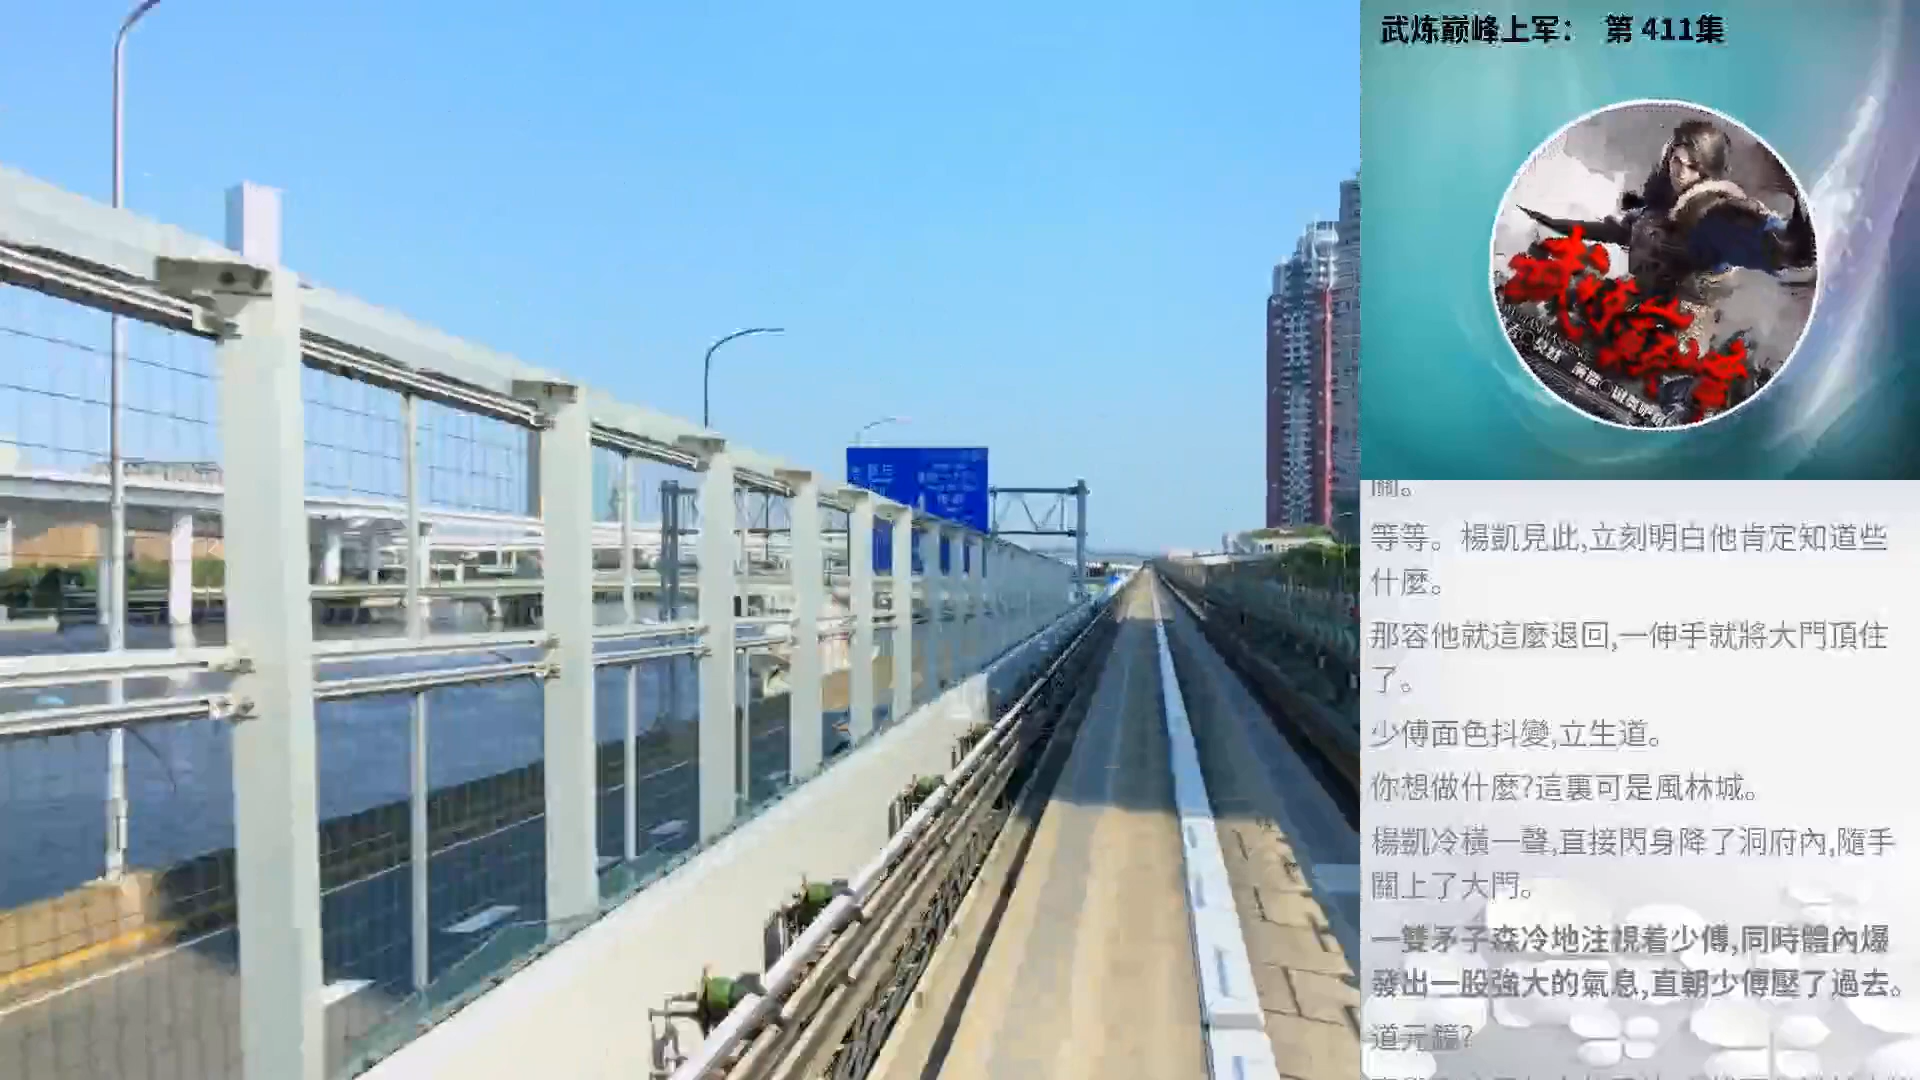 武炼巅峰上军： 第 411集
關。
等等。楊凱見此,立刻明白他肯定知道些
什麼。
那容他就這麼退回,一伸手就將大門頂住
了。
少傅面色抖變,立生道。
你想做什麼?這裏可是風林城。
楊凱冷橫一聲,直接閃身降了洞府內,隨手
關上了大門。
一雙矛子森冷地注視着少傅,同時體內爆
發出一股強大的氣息,直朝少傅壓了過去。
道元鏡?